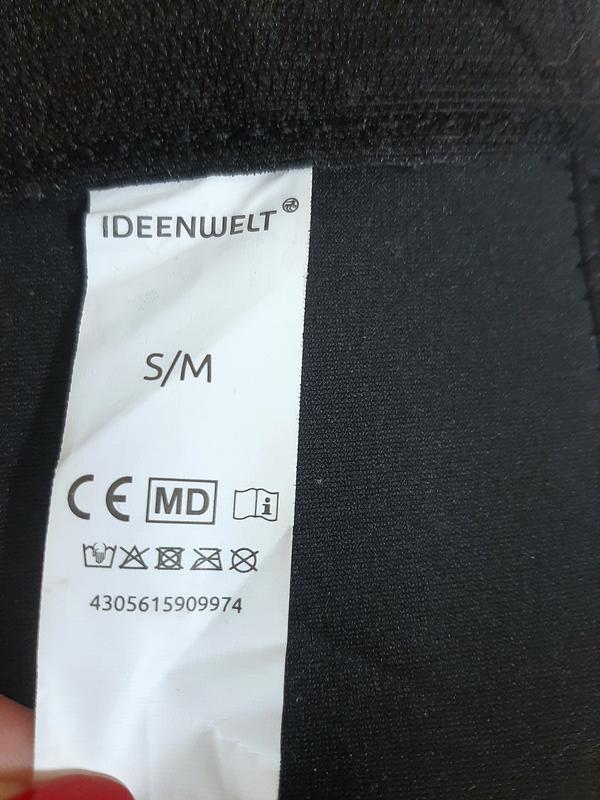 IDEENWELT®
S/M
CE MD i
4305615909974